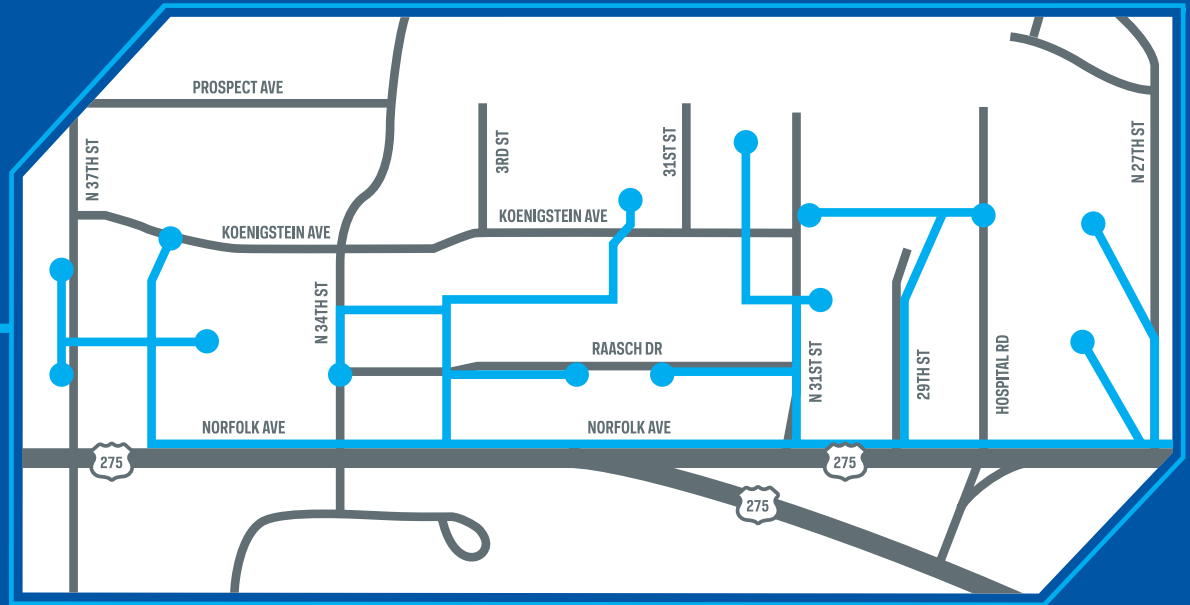 PROSPECT AVE
N 37TH ST
3RD ST
31ST ST
N 27TH ST
KOENIGSTEIN AVE
KOENIGSTEIN AVE
N 34TH ST
RAASCH DR
N 31ST ST
29TH ST
HOSPITAL RD
NORFOLK AVE
NORFOLK AVE
275
275
275